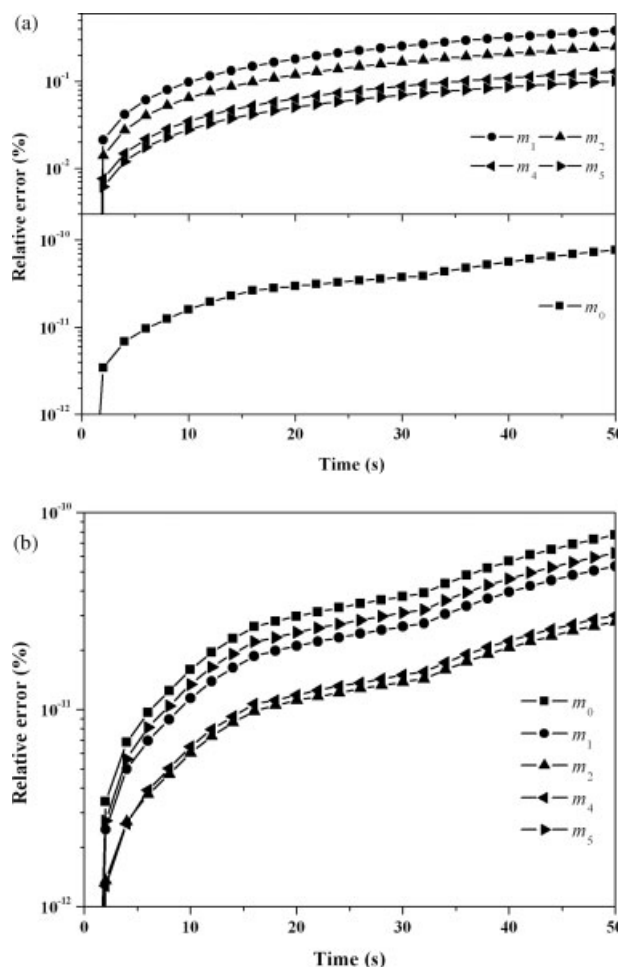 (a)
Relative error (%)
10⁰
10⁻¹
10⁻²
m₁ m₂
m₄ m₅
10⁻¹⁰
10⁻¹¹
10⁻¹²
m₀
0 10 20 30 40 50
Time (s)
(b)
Relative error (%)
10⁻¹⁰
10⁻¹¹
10⁻¹²
m₀
m₁
m₂
m₄
m₅
0 10 20 30 40 50
Time (s)